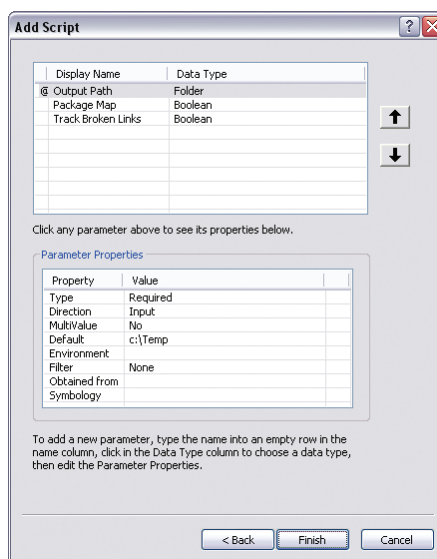 Add Script
?
Display Name Data Type
@ Output Path Folder
Package Map Boolean
Track Broken Links Boolean
Click any parameter above to see its properties below.
Parameter Properties
Property Value
Type Required
Direction Input
MultiValue No
Default c:\Temp
Environment
Filter None
Obtained from
Symbology
To add a new parameter, type the name into an empty row in the
name column, click in the Data Type column to choose a data type,
then edit the Parameter Properties.
< Back Finish Cancel